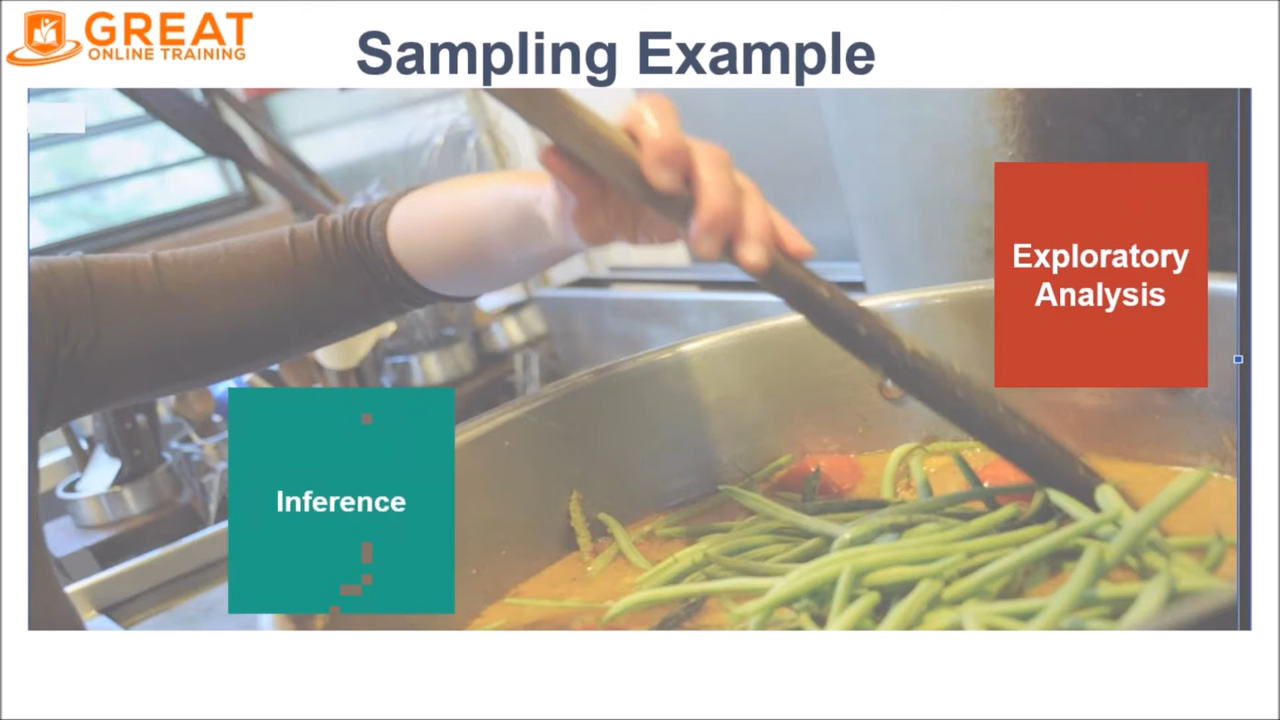 GREAT
ONLINE TRAINING
Sampling Example
Exploratory
Analysis
Inference